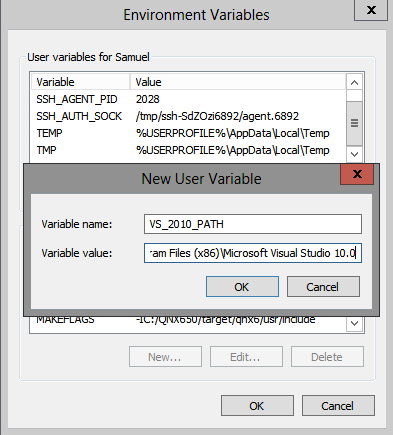 Environment Variables
x
User variables for Samuel
Variable Value
SSH_AGENT_PID 2028
SSH_AUTH_SOCK /tmp/ssh-SdZOzi6892/agent.6892
TEMP %USERPROFILE%\AppData\Local\Temp
TMP %USERPROFILE%\AppData\Local\Temp
New User Variable
x
Variable name: VS_2010_PATH
Variable value: ram Files (x86)\Microsoft Visual Studio 10.0
OK Cancel
MAKEFLAGS -IC:/QNX650/target/qnx6/usr/include
New... Edit... Delete
OK Cancel